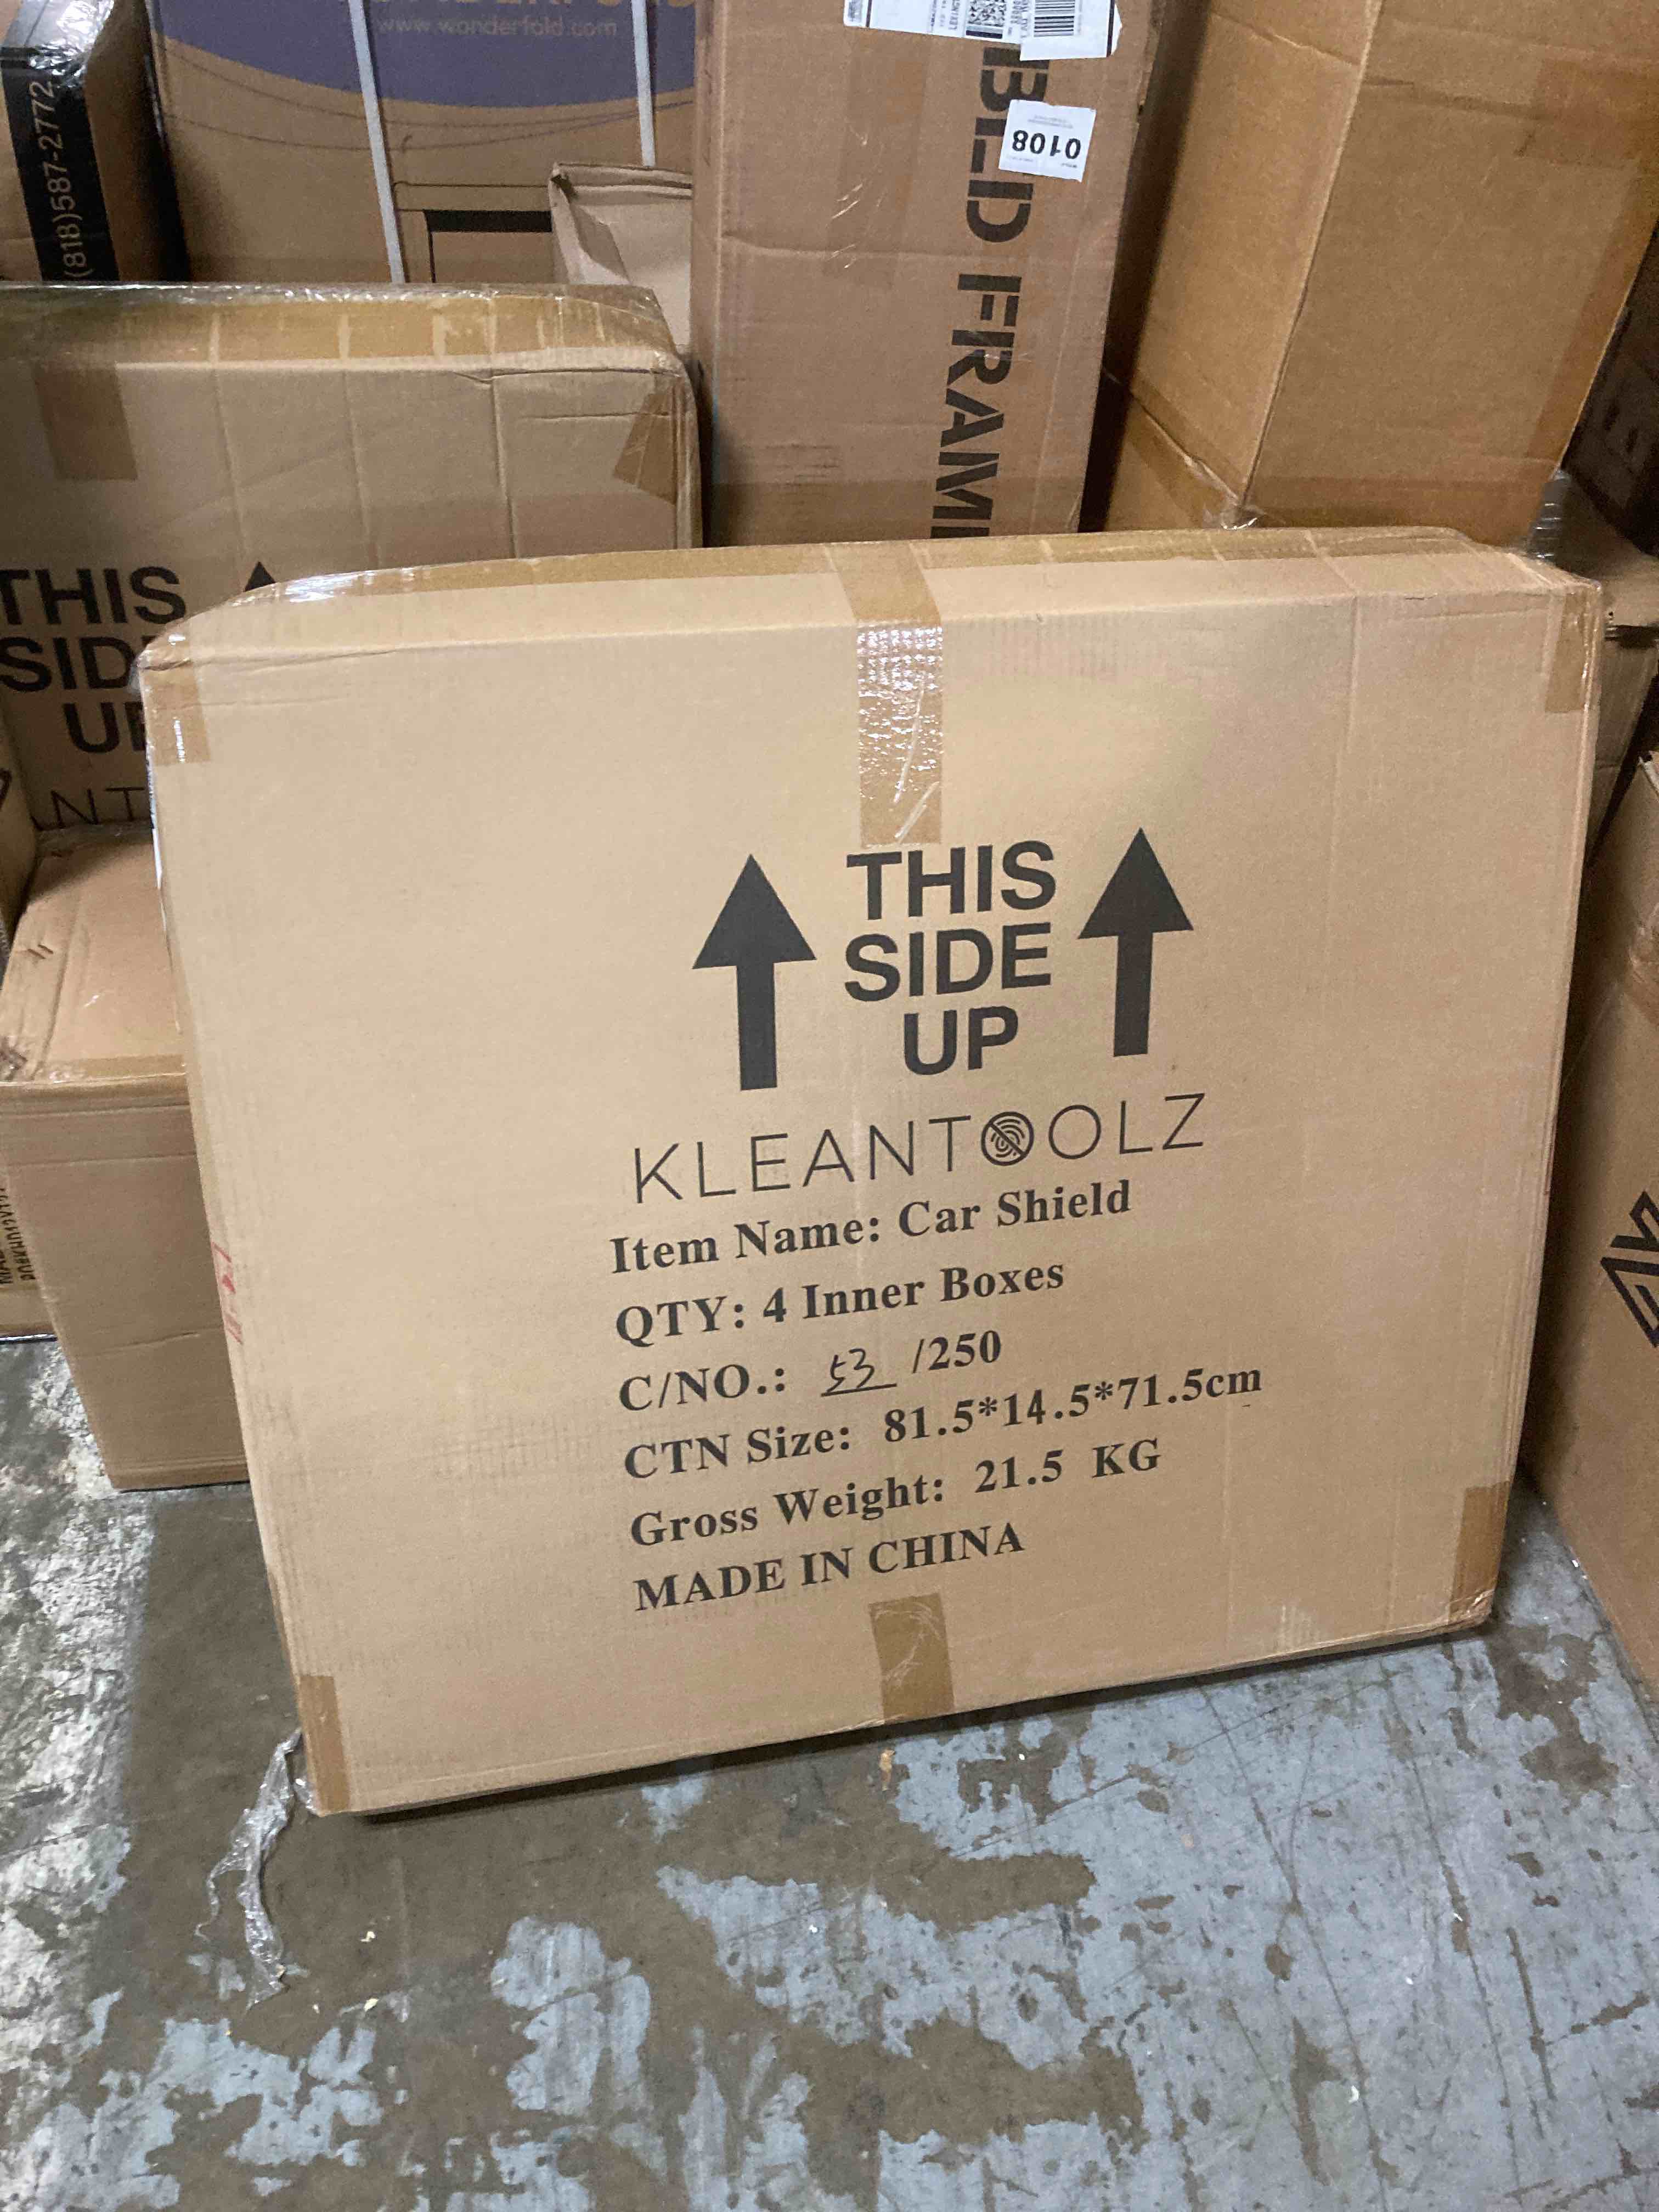 www.wonderfold.com
(818)587-2772
BLED FRAM
0108
THIS
SID
U
NT
THIS
SIDE
UP
KLEANTOOLZ
Item Name: Car Shield
QTY: 4 Inner Boxes
C/NO.: 53 /250
CTN Size: 81.5*14.5*71.5cm
Gross Weight: 21.5 KG
MADE IN CHINA